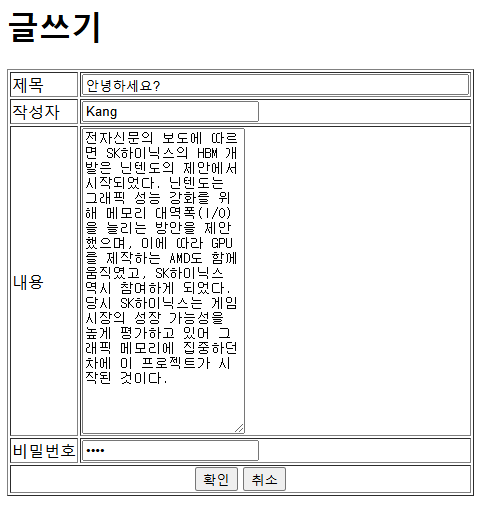 글쓰기
제목 안녕하세요?
작성자 Kang
내용
전자신문의 보도에 따르
면 SK하이닉스의 HBM 개
발은 닌텐도의 제안에서
시작되었다. 닌텐도는
그래픽 성능 강화를 위
해 메모리 대역폭(I/O)
을 늘리는 방안을 제안
했으며, 이에 따라 GPU
를 제작하는 AMD도 함께
움직였고, SK하이닉스
역시 참여하게 되었다.
당시 SK하이닉스는 게임
시장의 성장 가능성을
높게 평가하고 있어 그
래픽 메모리에 집중하던
차에 이 프로젝트가 시
작된 것이다.
비밀번호 ••••
확인 취소